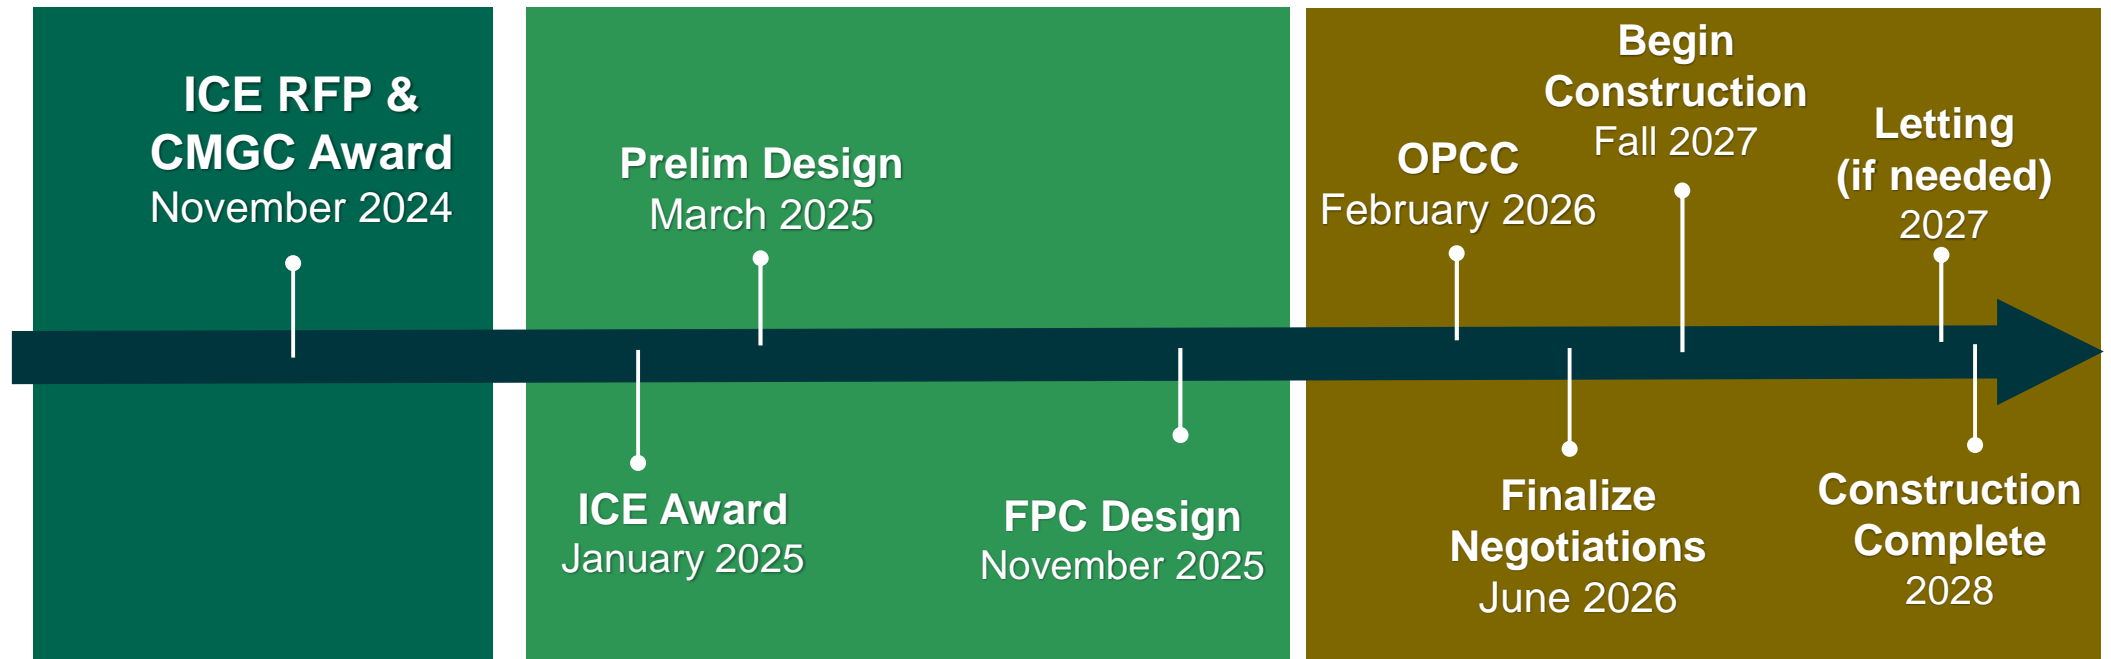 ICE RFP &
CMGC Award
November 2024
ICE Award
January 2025
Prelim Design
March 2025
FPC Design
November 2025
OPCC
February 2026
Finalize
Negotiations
June 2026
Begin
Construction
Fall 2027
Letting
(if needed)
2027
Construction
Complete
2028